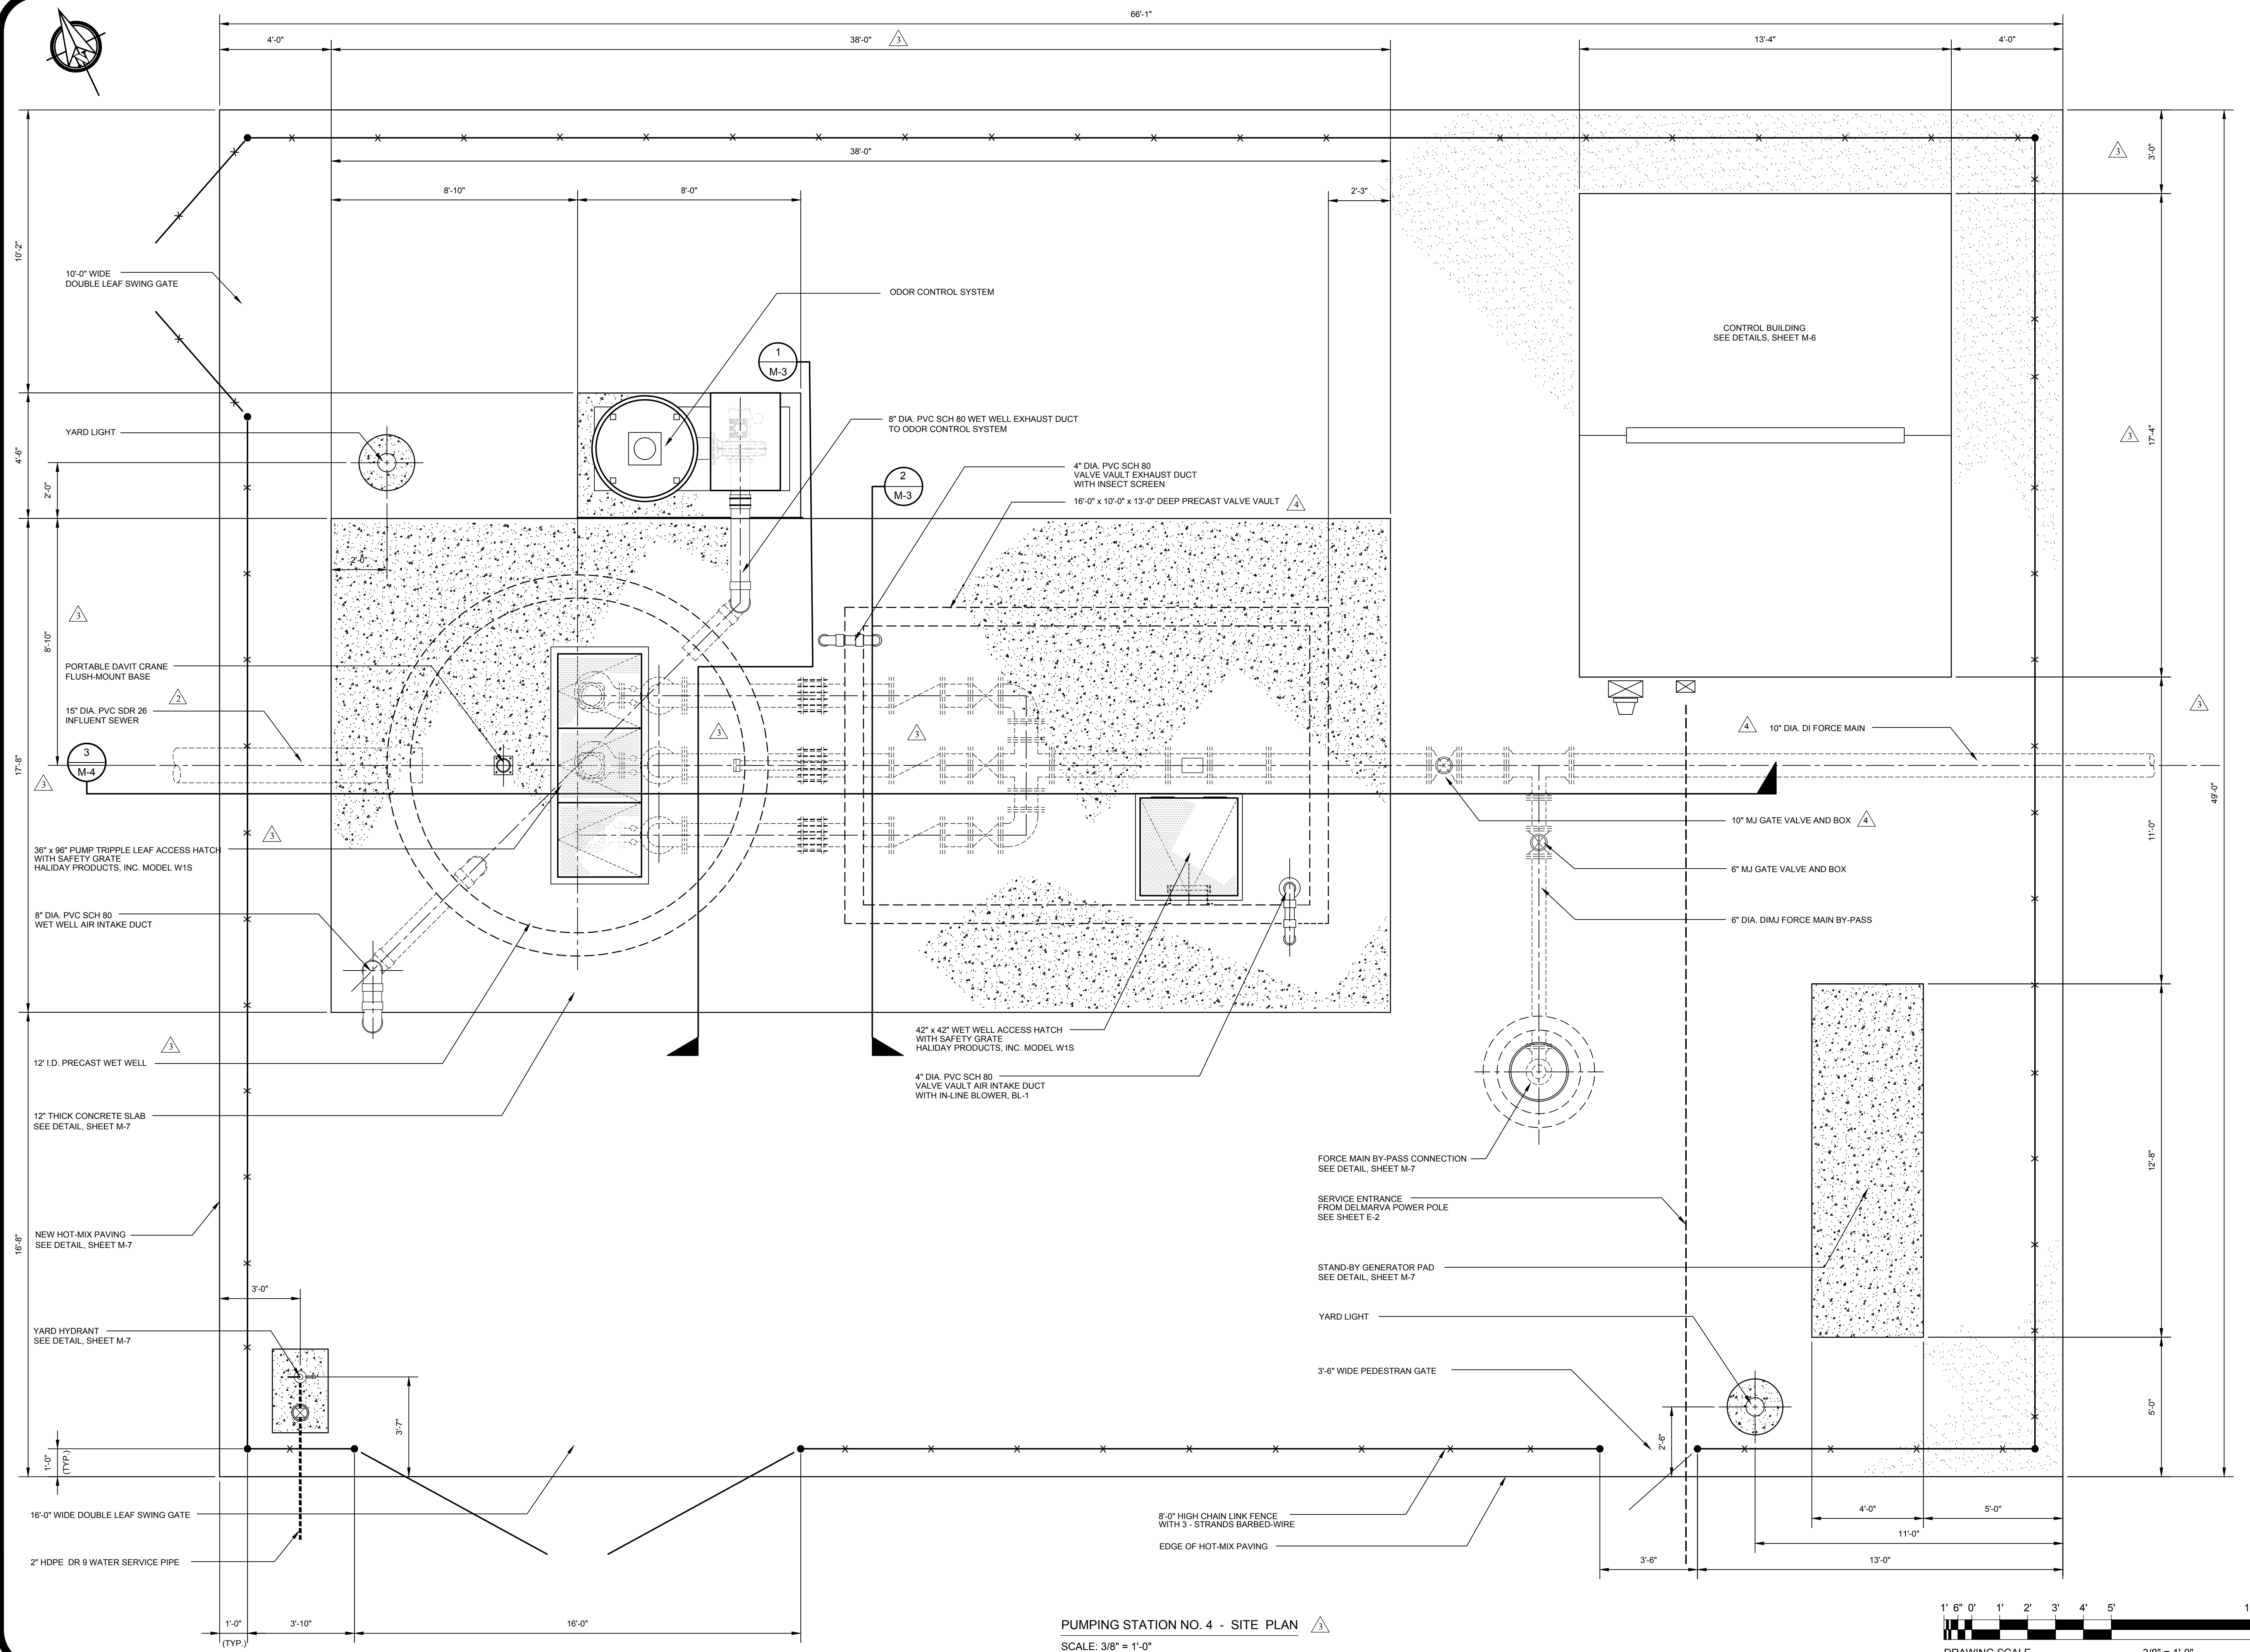 66'-1"
4'-0"
38'-0"
3
13'-4"
4'-0"
38'-0"
8'-10"
8'-0"
2'-3"
3
3'-0"
10'-2"
10'-0" WIDE
DOUBLE LEAF SWING GATE
ODOR CONTROL SYSTEM
CONTROL BUILDING
SEE DETAILS, SHEET M-6
1
M-3
YARD LIGHT
8" DIA. PVC SCH 80 WET WELL EXHAUST DUCT
TO ODOR CONTROL SYSTEM
3
17'-4"
4'-6"
2'-0"
4" DIA. PVC SCH 80
VALVE VAULT EXHAUST DUCT
WITH INSECT SCREEN
2
M-3
16'-0" x 10'-0" x 13'-0" DEEP PRECAST VALVE VAULT
4
2'-0"
3
8'-10"
PORTABLE DAVIT CRANE
FLUSH-MOUNT BASE
2
15" DIA. PVC SDR 26
INFLUENT SEWER
3
M-4
3
17'-8"
3
3
3
4
10" DIA. DI FORCE MAIN
3
49'-0"
10" MJ GATE VALVE AND BOX
4
11'-0"
36" x 96" PUMP TRIPPLE LEAF ACCESS HATCH
WITH SAFETY GRATE
HALIDAY PRODUCTS, INC. MODEL W1S
6" MJ GATE VALVE AND BOX
8" DIA. PVC SCH 80
WET WELL AIR INTAKE DUCT
6" DIA. DIMJ FORCE MAIN BY-PASS
42" x 42" WET WELL ACCESS HATCH
WITH SAFETY GRATE
HALIDAY PRODUCTS, INC. MODEL W1S
3
12' I.D. PRECAST WET WELL
4" DIA. PVC SCH 80
VALVE VAULT AIR INTAKE DUCT
WITH IN-LINE BLOWER, BL-1
12" THICK CONCRETE SLAB
SEE DETAIL, SHEET M-7
FORCE MAIN BY-PASS CONNECTION
SEE DETAIL, SHEET M-7
12'-8"
SERVICE ENTRANCE
FROM DELMARVA POWER POLE
SEE SHEET E-2
16'-8"
NEW HOT-MIX PAVING
SEE DETAIL, SHEET M-7
STAND-BY GENERATOR PAD
SEE DETAIL, SHEET M-7
3'-0"
YARD HYDRANT
SEE DETAIL, SHEET M-7
YARD LIGHT
3'-6" WIDE PEDESTRAN GATE
3'-7"
5'-0"
2'-6"
1'-0"
(TYP.)
16'-0" WIDE DOUBLE LEAF SWING GATE
8'-0" HIGH CHAIN LINK FENCE
WITH 3 - STRANDS BARBED-WIRE
4'-0"
5'-0"
11'-0"
EDGE OF HOT-MIX PAVING
2" HDPE DR 9 WATER SERVICE PIPE
3'-6"
13'-0"
1'-0"
(TYP.)
3'-10"
16'-0"
PUMPING STATION NO. 4 - SITE PLAN
3
SCALE: 3/8" = 1'-0"
1' 6" 0' 1' 2' 3' 4' 5'
DRAWING SCALE 3/8" = 1'-0"